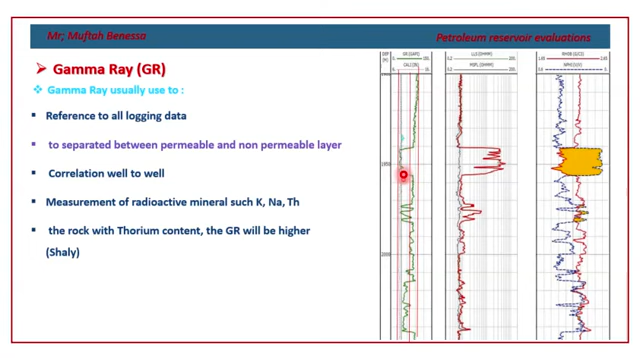 Mr; Muftah Benessa
Petroleum reservoir evaluations
Gamma Ray (GR)
Gamma Ray usually use to :
Reference to all logging data
to separated between permeable and non permeable layer
Correlation well to well
Measurement of radioactive mineral such K, Na, Th
the rock with Thorium content, the GR will be higher
(Shaly)